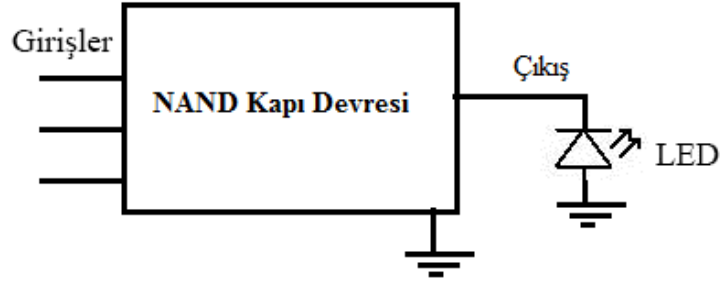 Girişler
NAND Kapı Devresi
Çıkış
LED